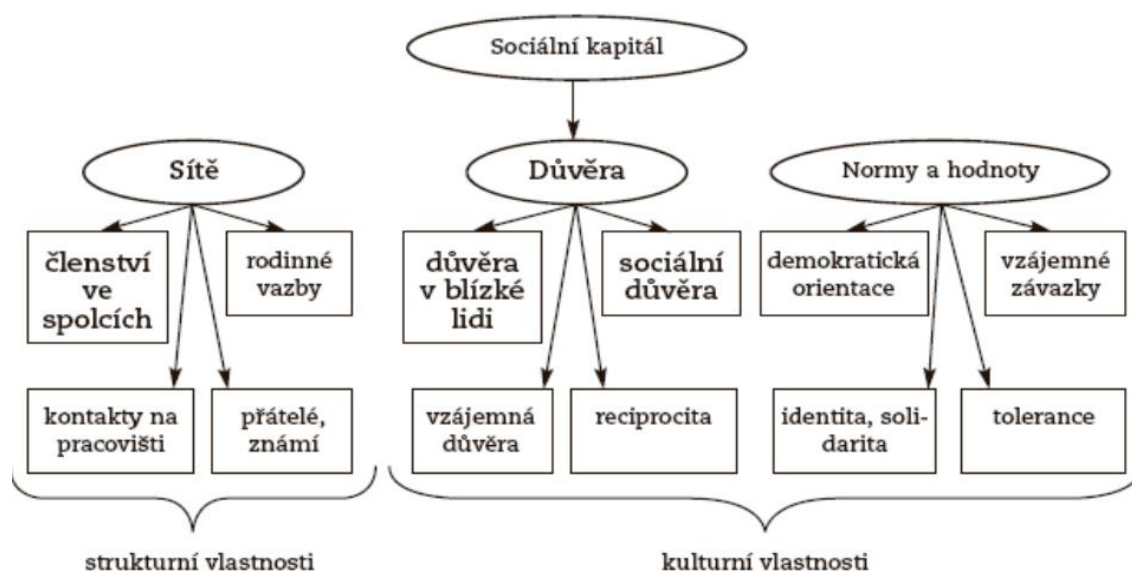 Sociální kapitál
Sítě
Důvěra
Normy a hodnoty
členství
ve
spolcích
rodinné
vazby
důvěra
v blízké
lidi
sociální
důvěra
demokratická
orientace
vzájemné
závazky
kontakty na
pracovišti
přátelé,
známí
vzájemná
důvěra
reciprocita
identita, soli-
darita
tolerance
strukturní vlastnosti
kulturní vlastnosti